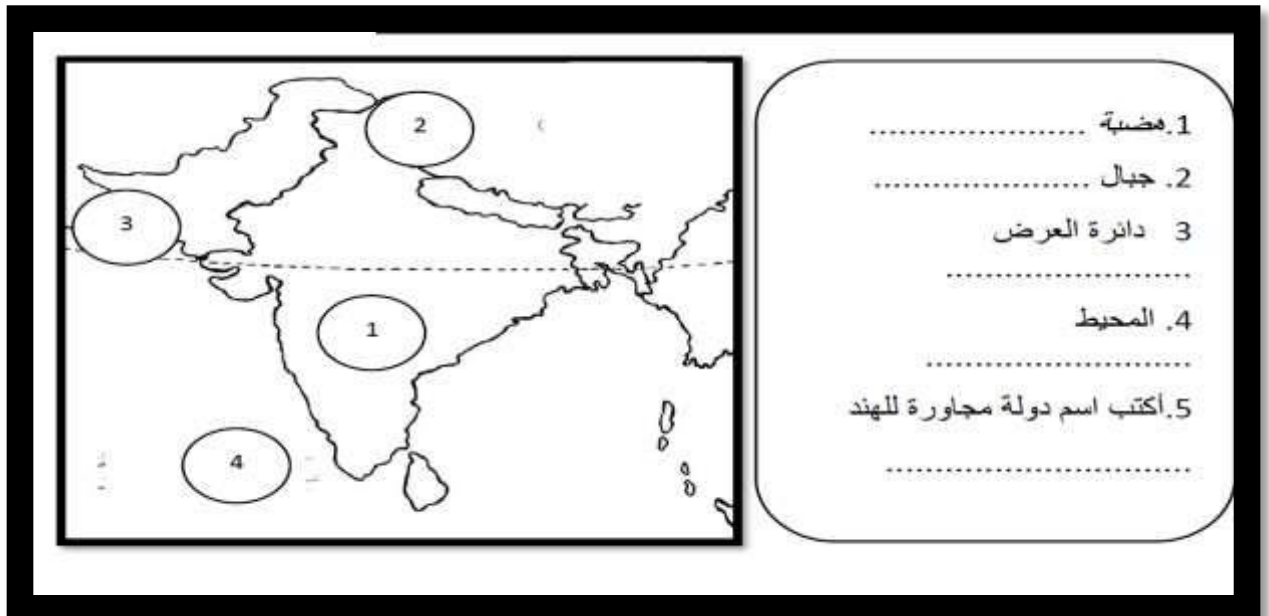 2
3
1
4
1.هضبة .....................
2. جبال .....................
3 دائرة العرض
........................
4. المحيط
..........................
5.أكتب اسم دولة مجاورة للهند
..............................